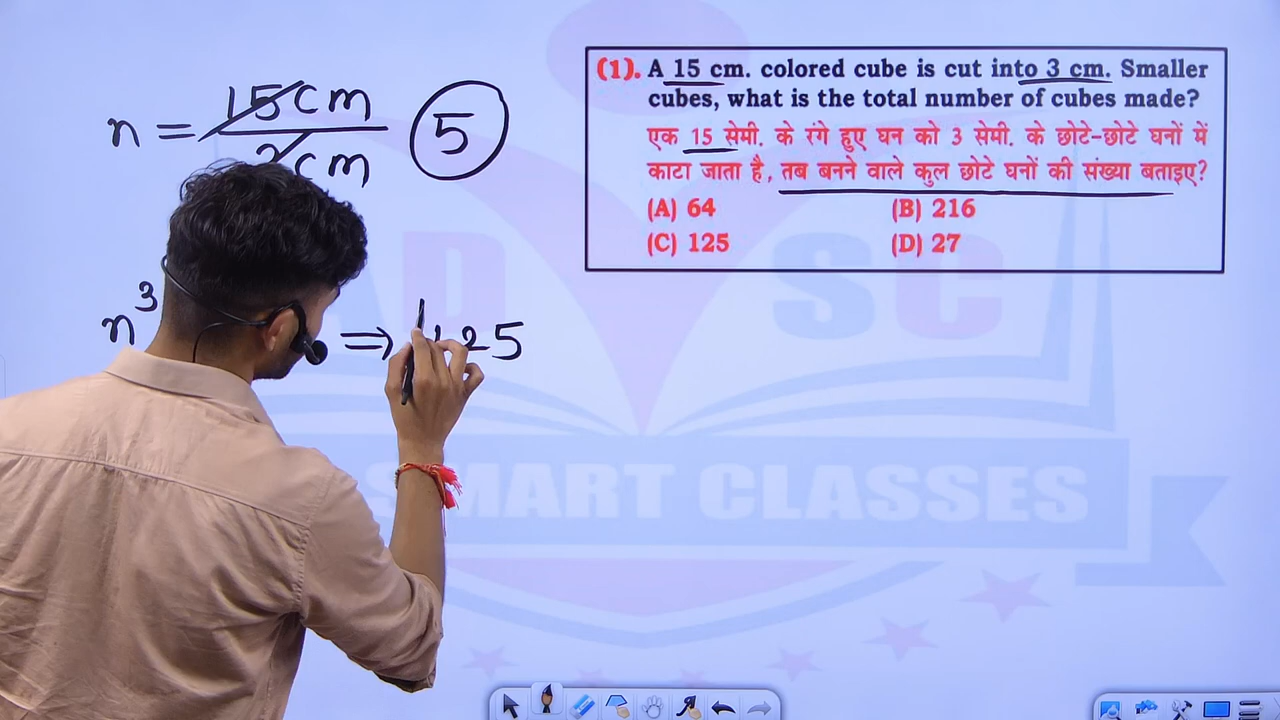 n = 15cm
cm
5
n³
⇒ 125
(1). A 15 cm. colored cube is cut into 3 cm. Smaller
cubes, what is the total number of cubes made?
एक 15 सेमी. के रंगे हुए घन को 3 सेमी. के छोटे-छोटे घनों में
काटा जाता है, तब बनने वाले कुल छोटे घनों की संख्या बताइए?
(A) 64
(B) 216
(C) 125
(D) 27
SC
SMART CLASSES